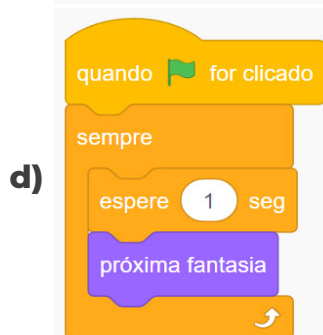 quando for clicado
sempre
d)
espere 1 seg
próxima fantasia